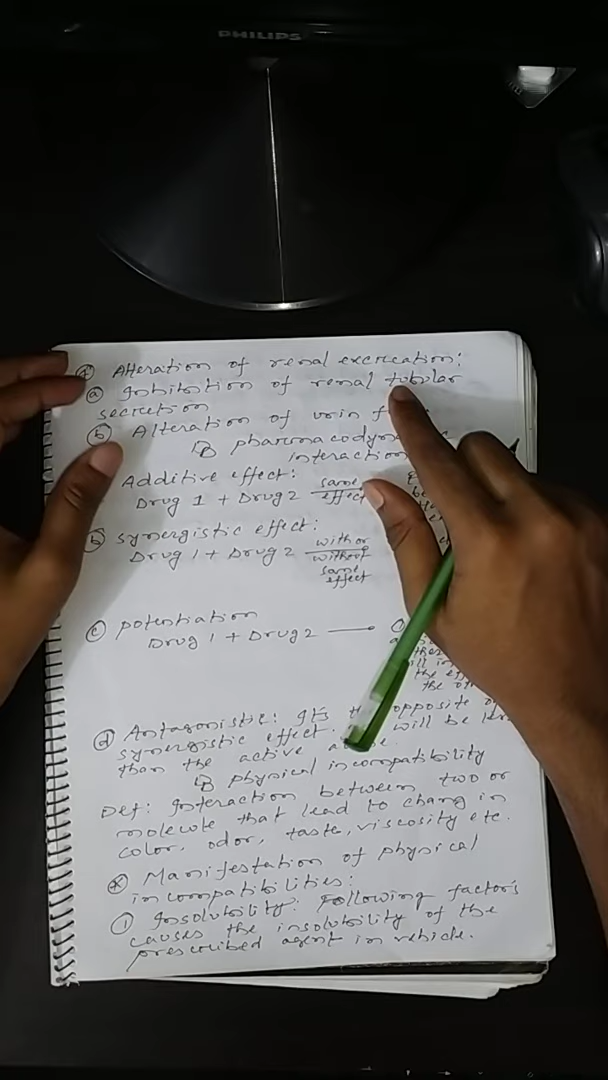 PHILIPS
④ Alteration of renal excreation:
ⓐ Inhibition of renal tubular
secretion
ⓑ Alteration of urin
pharmacodyn
interaction
Additive effect:
Drug 1 + Drug 2 same effect
ⓑ synergistic effect:
Drug 1 + Drug 2 with or without same effect
ⓒ potentiation
Drug 1 + Drug 2 →
ⓓ Antagonistic: It's opposite of
synergistic effect. will be less
than the active
physical incompatibility
Def: Interaction between two or
molecule that lead to chang in
color, odor, taste, viscosity etc.
Manifestation of physical
incompatibilities:
① Insolubility: Following factors
causes the insolubility of the
prescribed agent in vehicle.